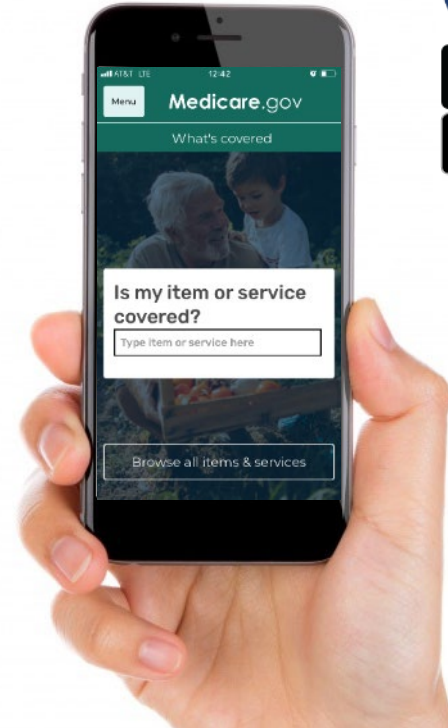 AT&T LTE 12:42
Menu
Medicare.gov
What's covered
Is my item or service
covered?
Type item or service here
Browse all items & services